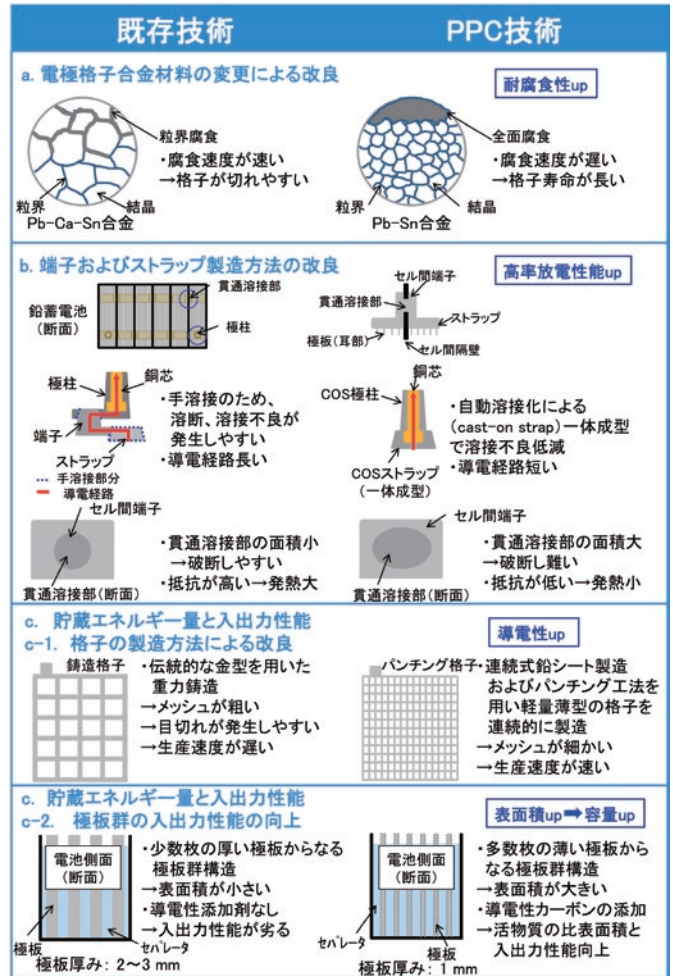 既存技術
PPC技術
a. 電極格子合金材料の変更による改良
耐腐食性up
粒界腐食
・腐食速度が速い
→格子が切れやすい
粒界
結晶
Pb-Ca-Sn合金
全面腐食
・腐食速度が遅い
→格子寿命が長い
粒界
結晶
Pb-Sn合金
b. 端子およびストラップ製造方法の改良
高率放電性能up
貫通溶接部
鉛蓄電池
(断面)
極柱
セル間端子
貫通溶接部
ストラップ
極板(耳部)
セル間隔壁
銅芯
極柱
端子
ストラップ
手溶接部分
導電経路
・手溶接のため、
溶断、溶接不良が
発生しやすい
・導電経路長い
銅芯
COS極柱
COSストラップ
(一体成型)
・自動溶接化による
(cast-on strap)一体成型
で溶接不良低減
・導電経路短い
セル間端子
貫通溶接部(断面)
・貫通溶接部の面積小
→破断しやすい
・抵抗が高い→発熱大
セル間端子
貫通溶接部(断面)
・貫通溶接部の面積大
→破断し難い
・抵抗が低い→発熱小
c. 貯蔵エネルギー量と入出力性能
c-1. 格子の製造方法による改良
導電性up
鋳造格子
・伝統的な金型を用いた
重力鋳造
→メッシュが粗い
→目切れが発生しやすい
→生産速度が遅い
パンチング格子
・連続式鉛シート製造
およびパンチング工法を
用い軽量薄型の格子を
連続的に製造
→メッシュが細かい
→生産速度が速い
c. 貯蔵エネルギー量と入出力性能
c-2. 極板群の入出力性能の向上
表面積up➡容量up
電池側面
(断面)
極板
セパレータ
極板厚み:2～3 mm
・少数枚の厚い極板からなる
極板群構造
→表面積が小さい
・導電性添加剤なし
→入出力性能が劣る
電池側面
(断面)
セパレータ
極板
極板厚み:1 mm
・多数枚の薄い極板から
なる極板群構造
→表面積が大きい
・導電性カーボンの添加
→活物質の比表面積と
入出力性能向上